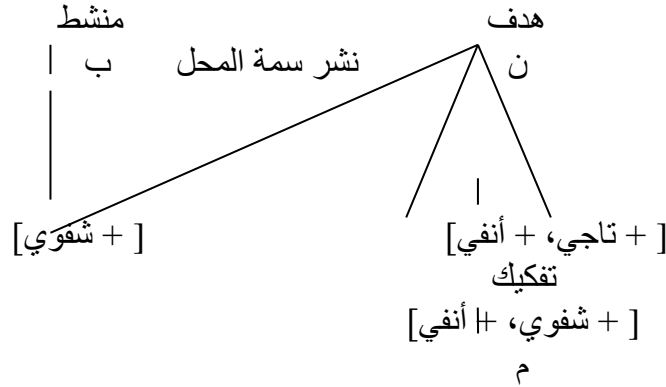 هدف منشط
ن نشر سمة المحل ب
[ + تاجي، + أنفي] [ + شفوي]
تفكيك
[ + شفوي، + أنفي]
م